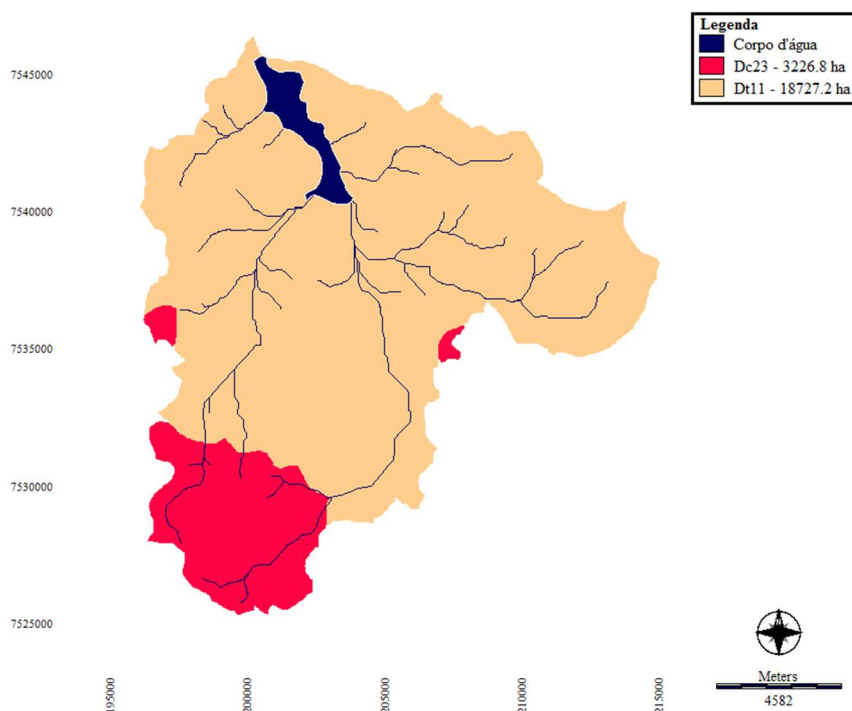 Legenda
Corpo d'água
Dc23 - 3226.8 ha
Dt11 - 18727.2 ha
7545000
7540000
7535000
7530000
7525000
195000
200000
205000
210000
215000
Meters
4582